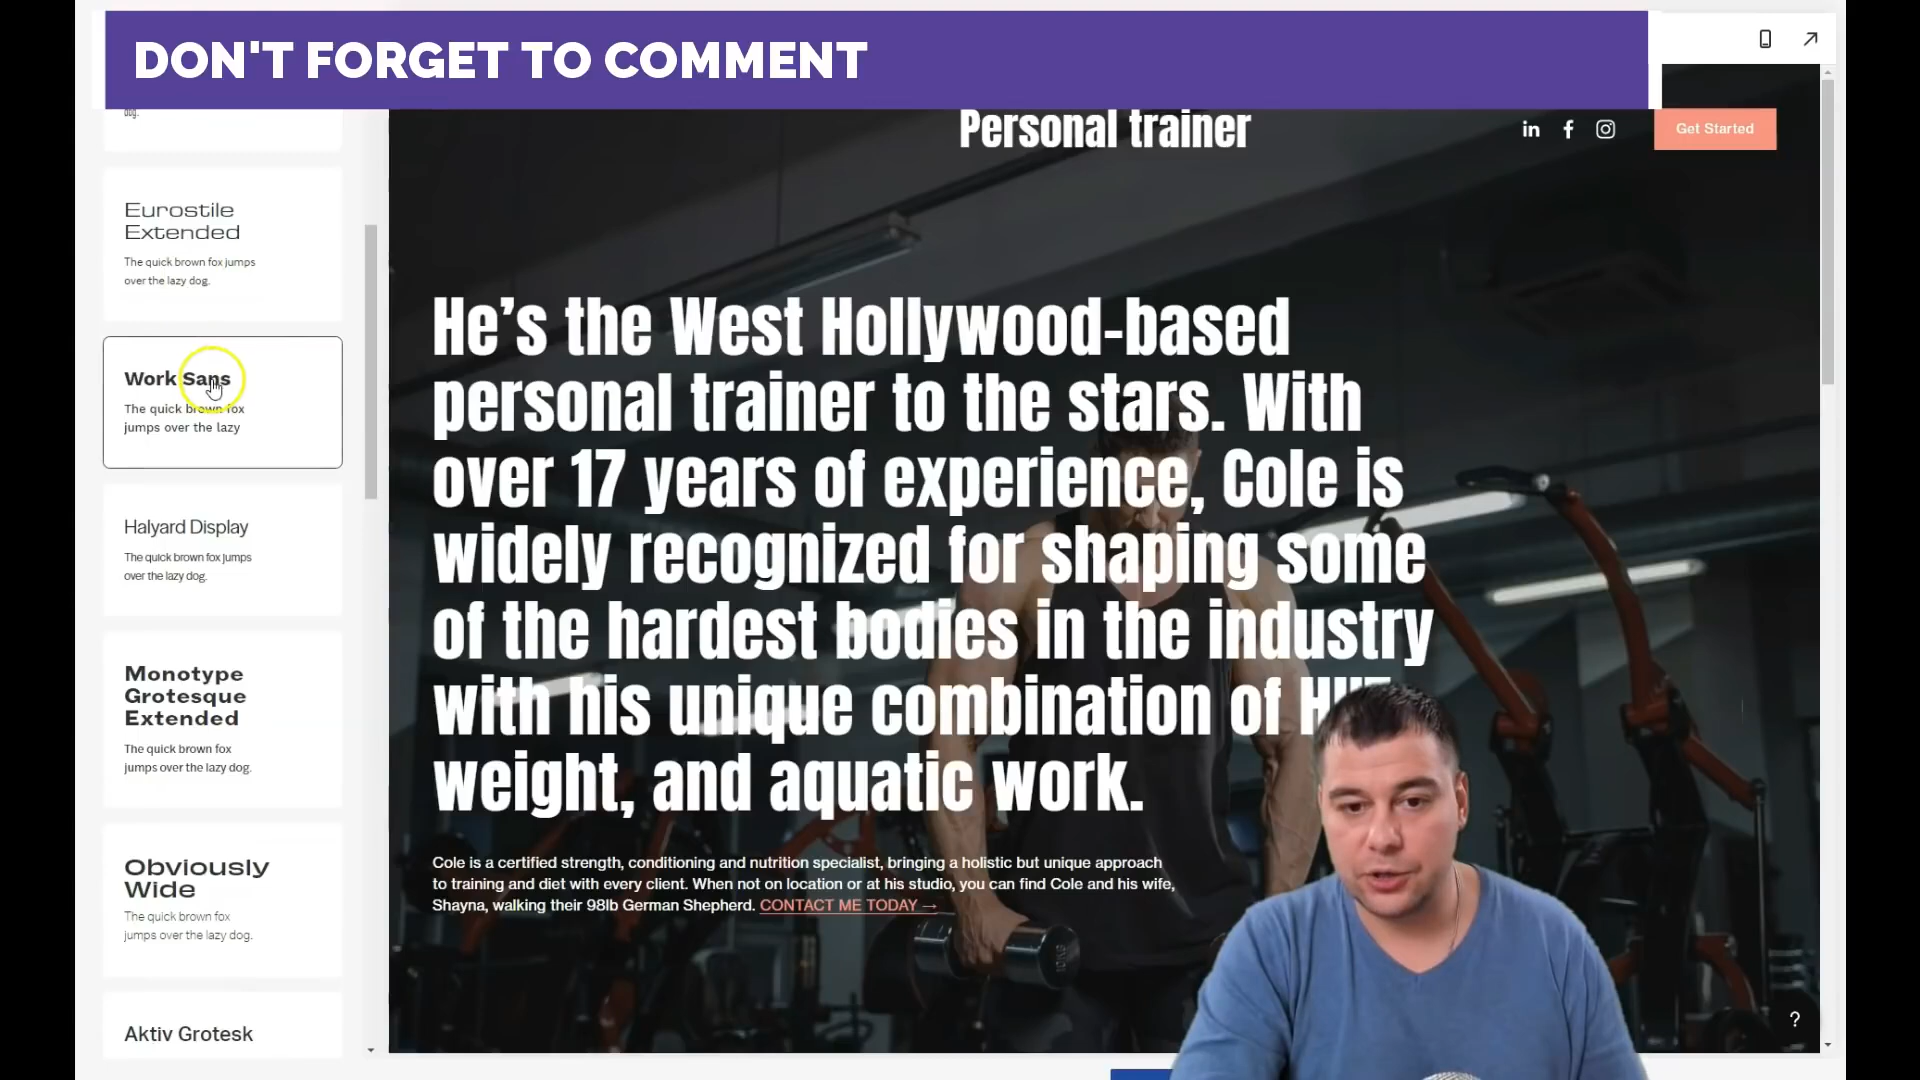 DON'T FORGET TO COMMENT
dog.
Personal trainer
Get Started
Eurostile
Extended
The quick brown fox jumps
over the lazy dog.
Work Sans
The quick brown fox
jumps over the lazy
Halyard Display
The quick brown fox jumps
over the lazy dog.
Monotype
Grotesque
Extended
The quick brown fox
jumps over the lazy dog.
Obviously
Wide
The quick brown fox
jumps over the lazy dog.
Aktiv Grotesk
He's the West Hollywood-based
personal trainer to the stars. With
over 17 years of experience, Cole is
widely recognized for shaping some
of the hardest bodies in the industry
with his unique combination of
weight, and aquatic work.
Cole is a certified strength, conditioning and nutrition specialist, bringing a holistic but unique approach
to training and diet with every client. When not on location or at his studio, you can find Cole and his wife,
Shayna, walking their 98lb German Shepherd. CONTACT ME TODAY →
?